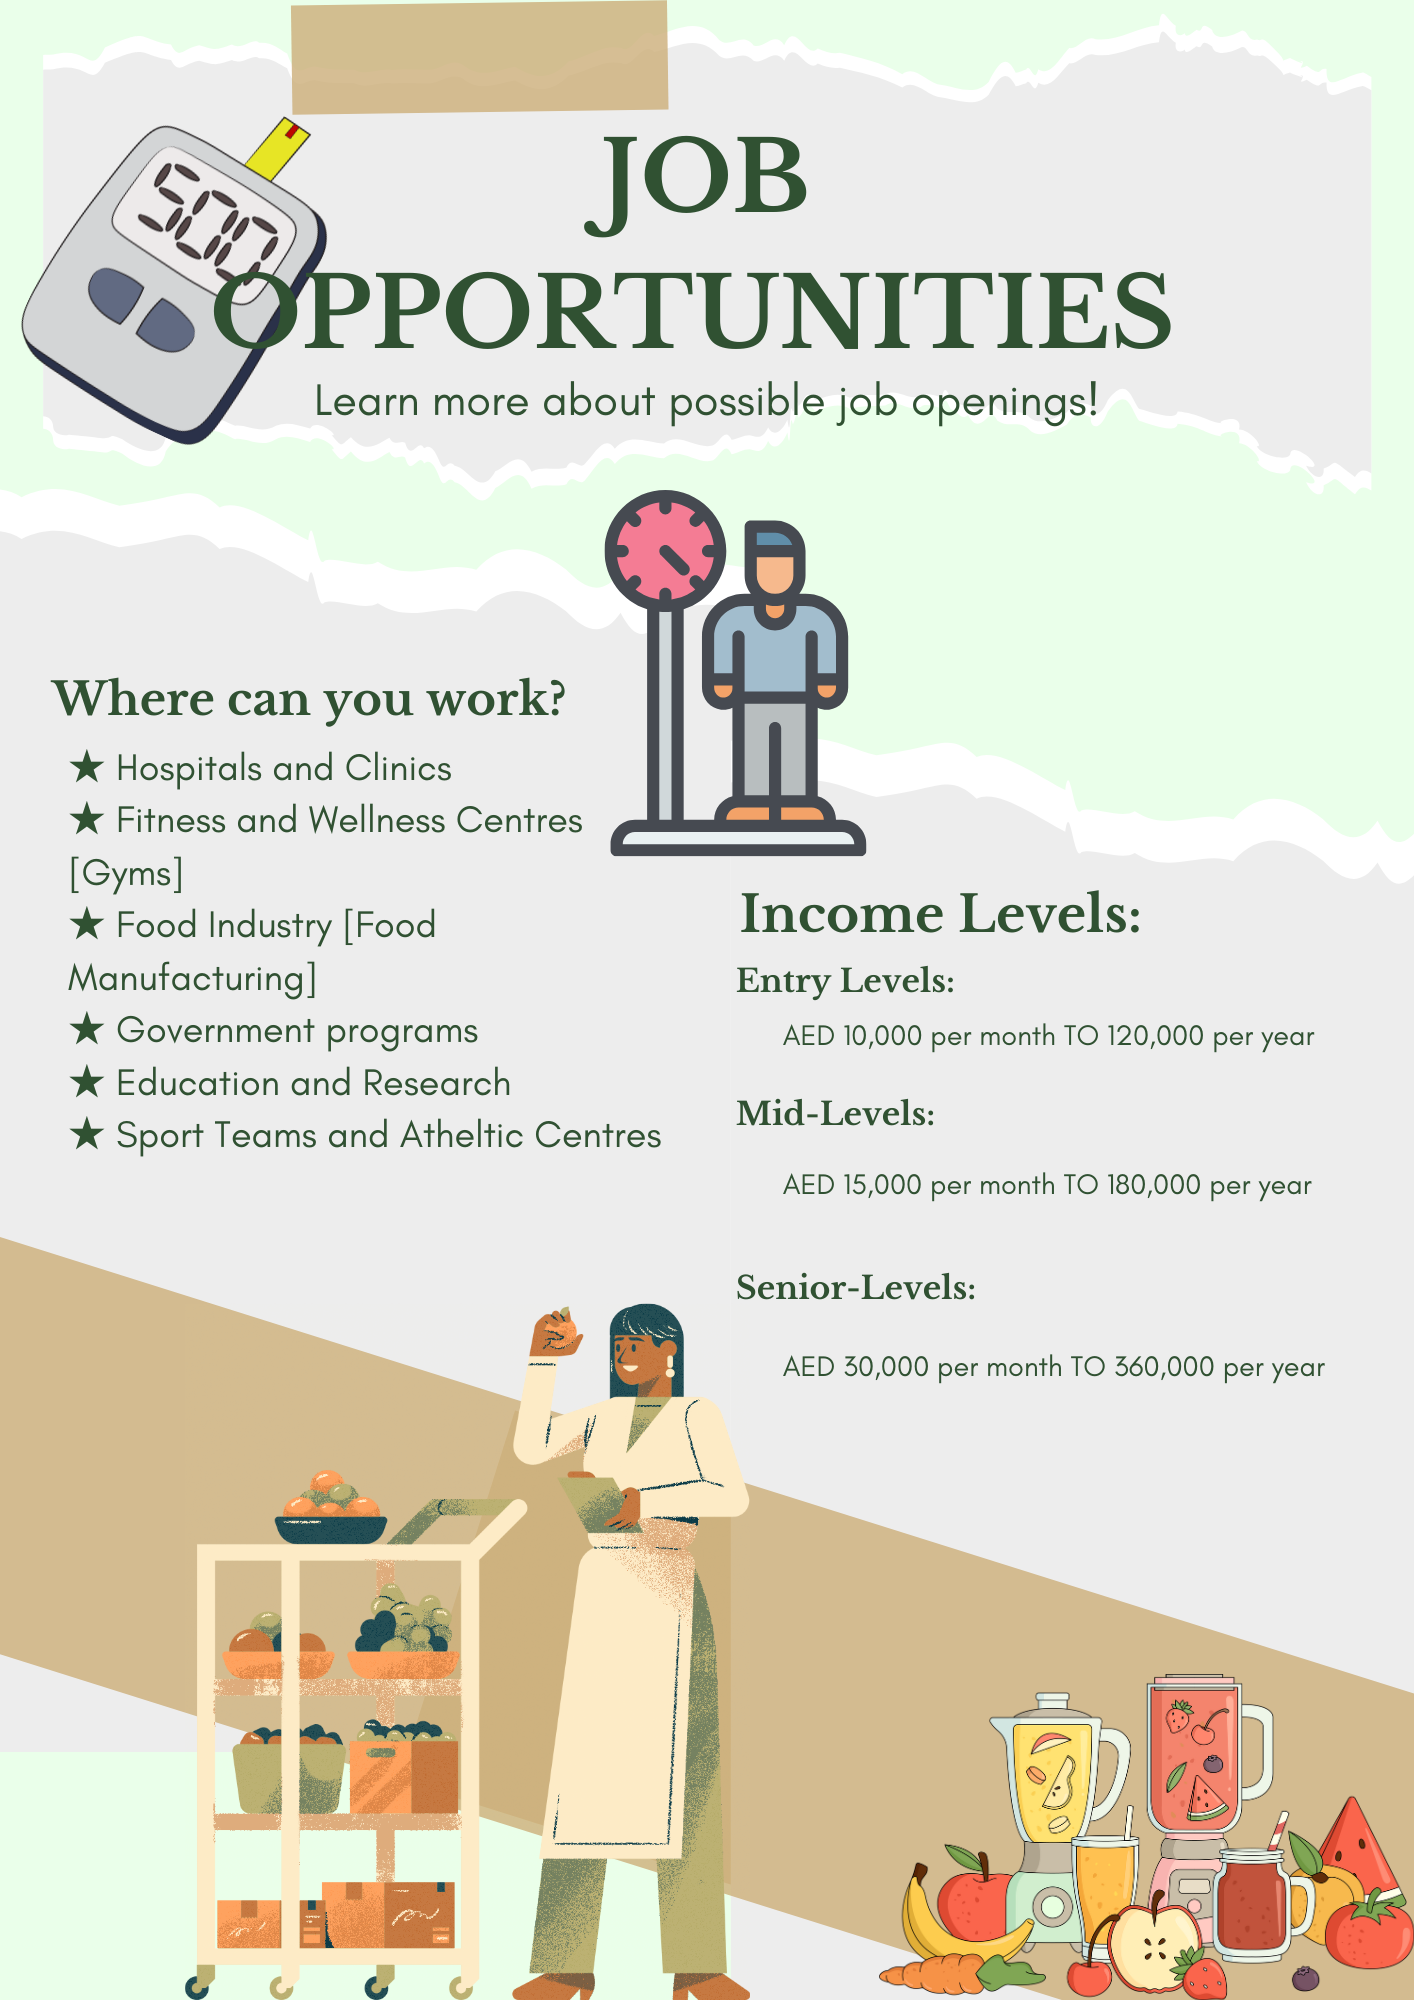 500
JOB
OPPORTUNITIES
Learn more about possible job openings!
Where can you work?
★ Hospitals and Clinics
★ Fitness and Wellness Centres
[Gyms]
★ Food Industry [Food
Manufacturing]
★ Government programs
★ Education and Research
★ Sport Teams and Atheltic Centres
Income Levels:
Entry Levels:
AED 10,000 per month TO 120,000 per year
Mid-Levels:
AED 15,000 per month TO 180,000 per year
Senior-Levels:
AED 30,000 per month TO 360,000 per year